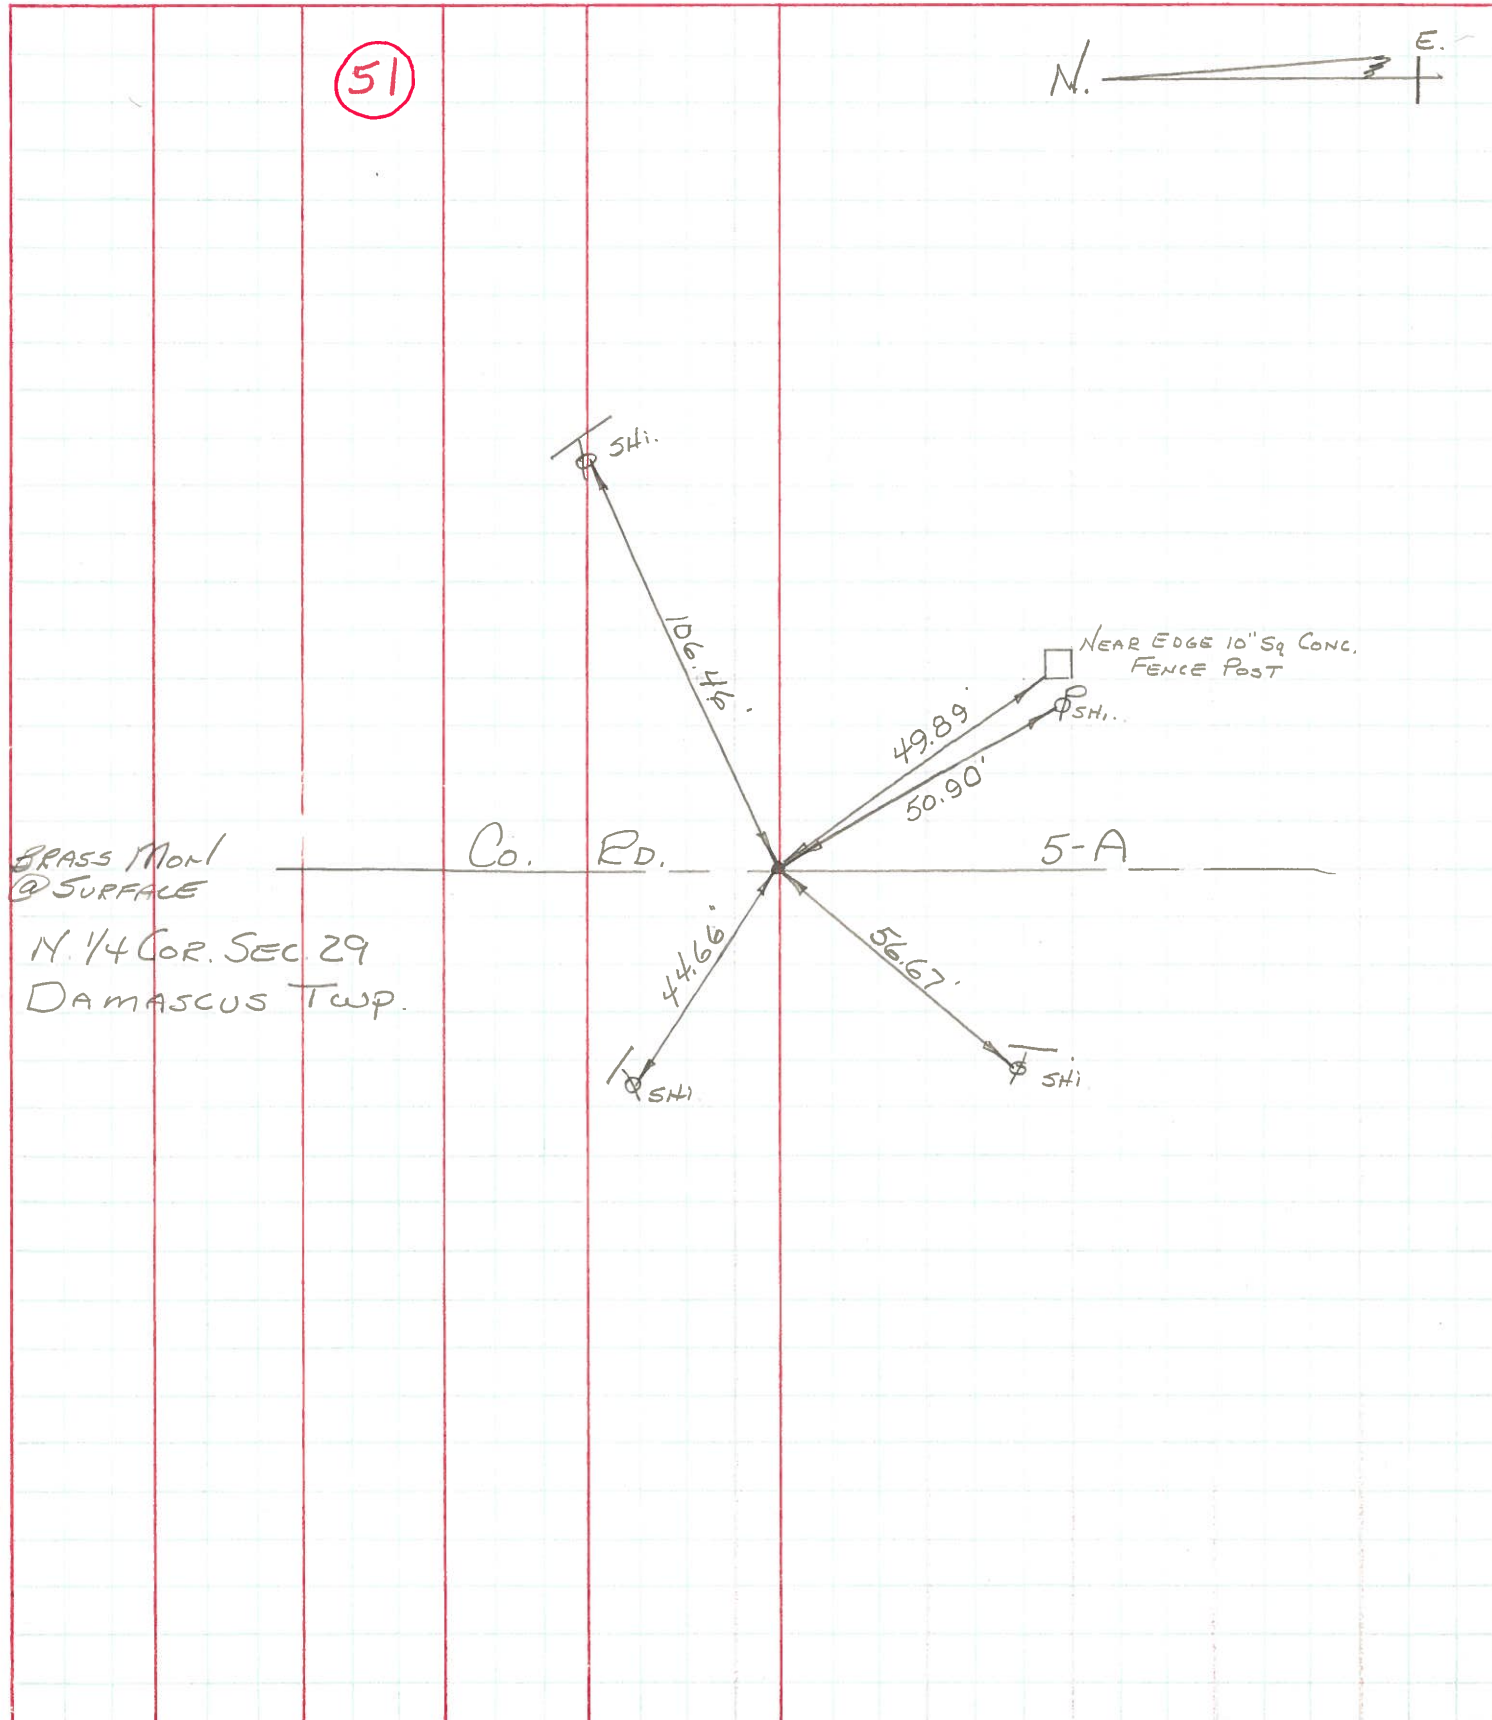 51
N.
E.
SHi.
106.46'
NEAR EDGE 10" Sq CONC.
FENCE POST
SHi.
49.89'
50.90'
BRASS MON
@ SURFACE
Co. RD. 5-A
N. 1/4 COR. SEC. 29
DAMASCUS TWP.
44.66'
56.67'
SHi
SHi